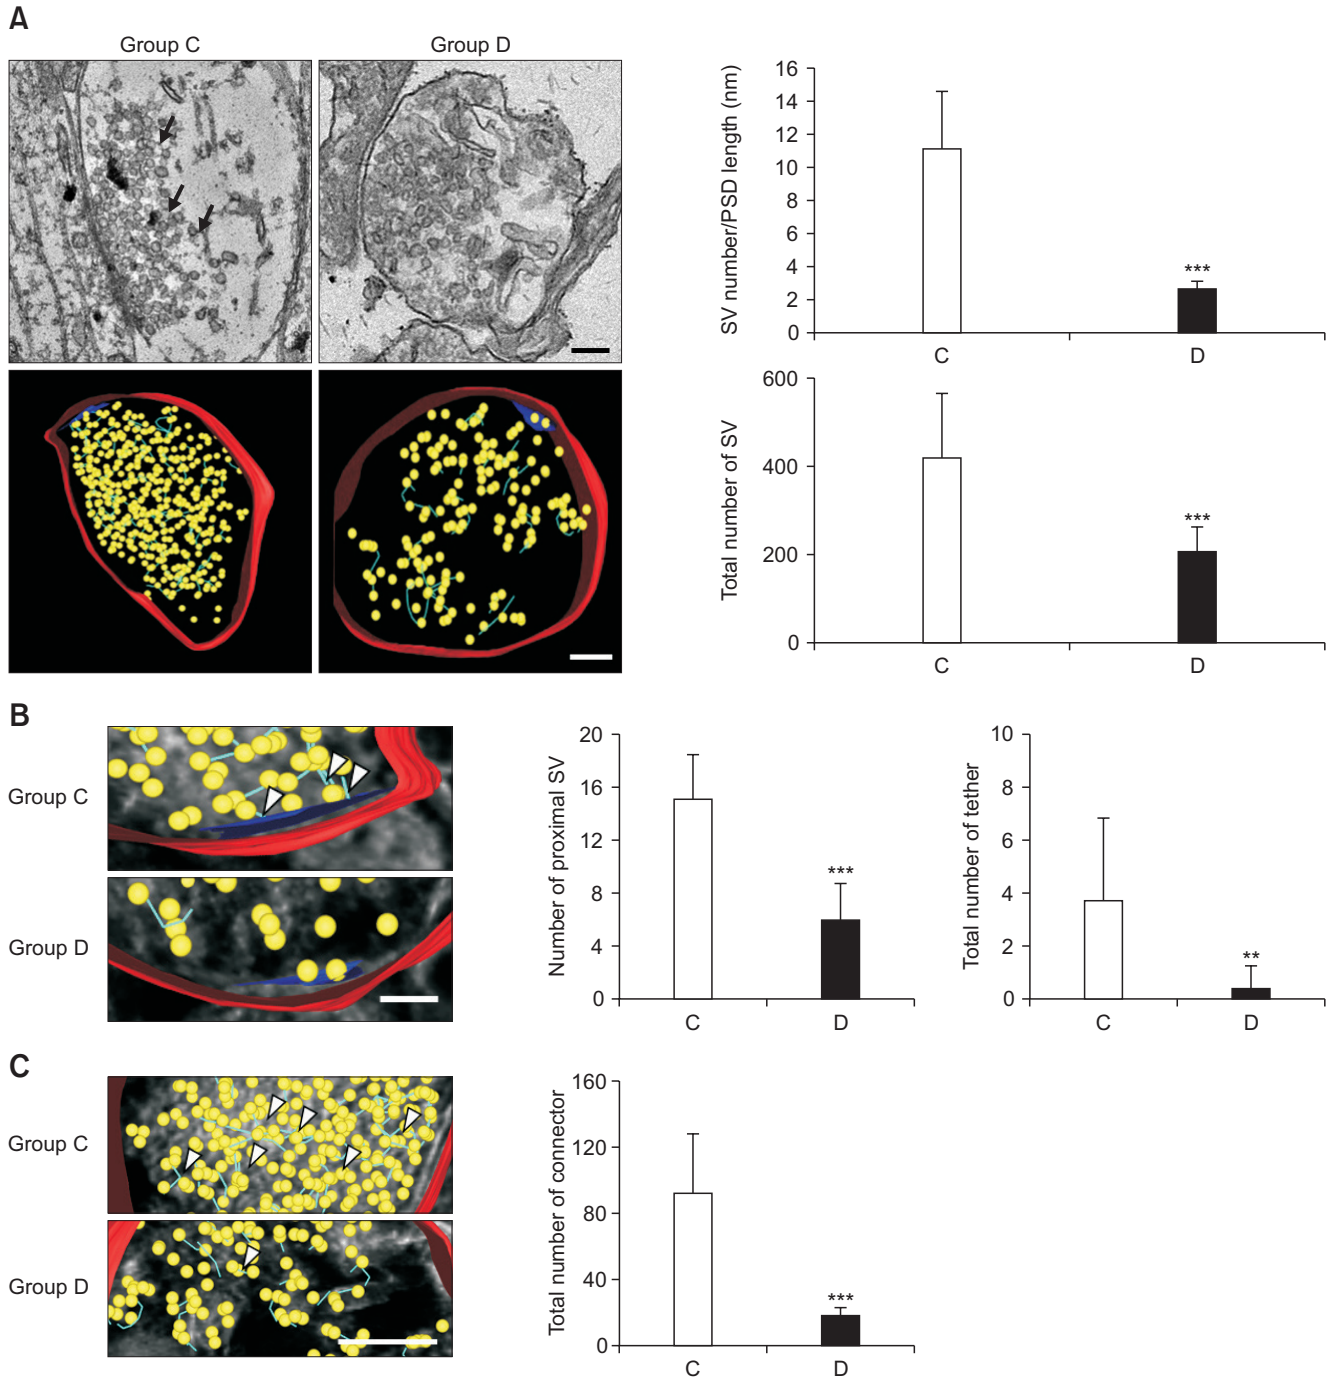 A
Group C
Group D
SV number/PSD length (nm)
16
14
12
10
8
6
4
2
0
***
C
D
Total number of SV
600
400
200
0
***
C
D
B
Group C
Group D
Number of proximal SV
20
16
12
8
4
0
***
C
D
Total number of tether
10
8
6
4
2
0
**
C
D
C
Group C
Group D
Total number of connector
160
120
80
40
0
***
C
D